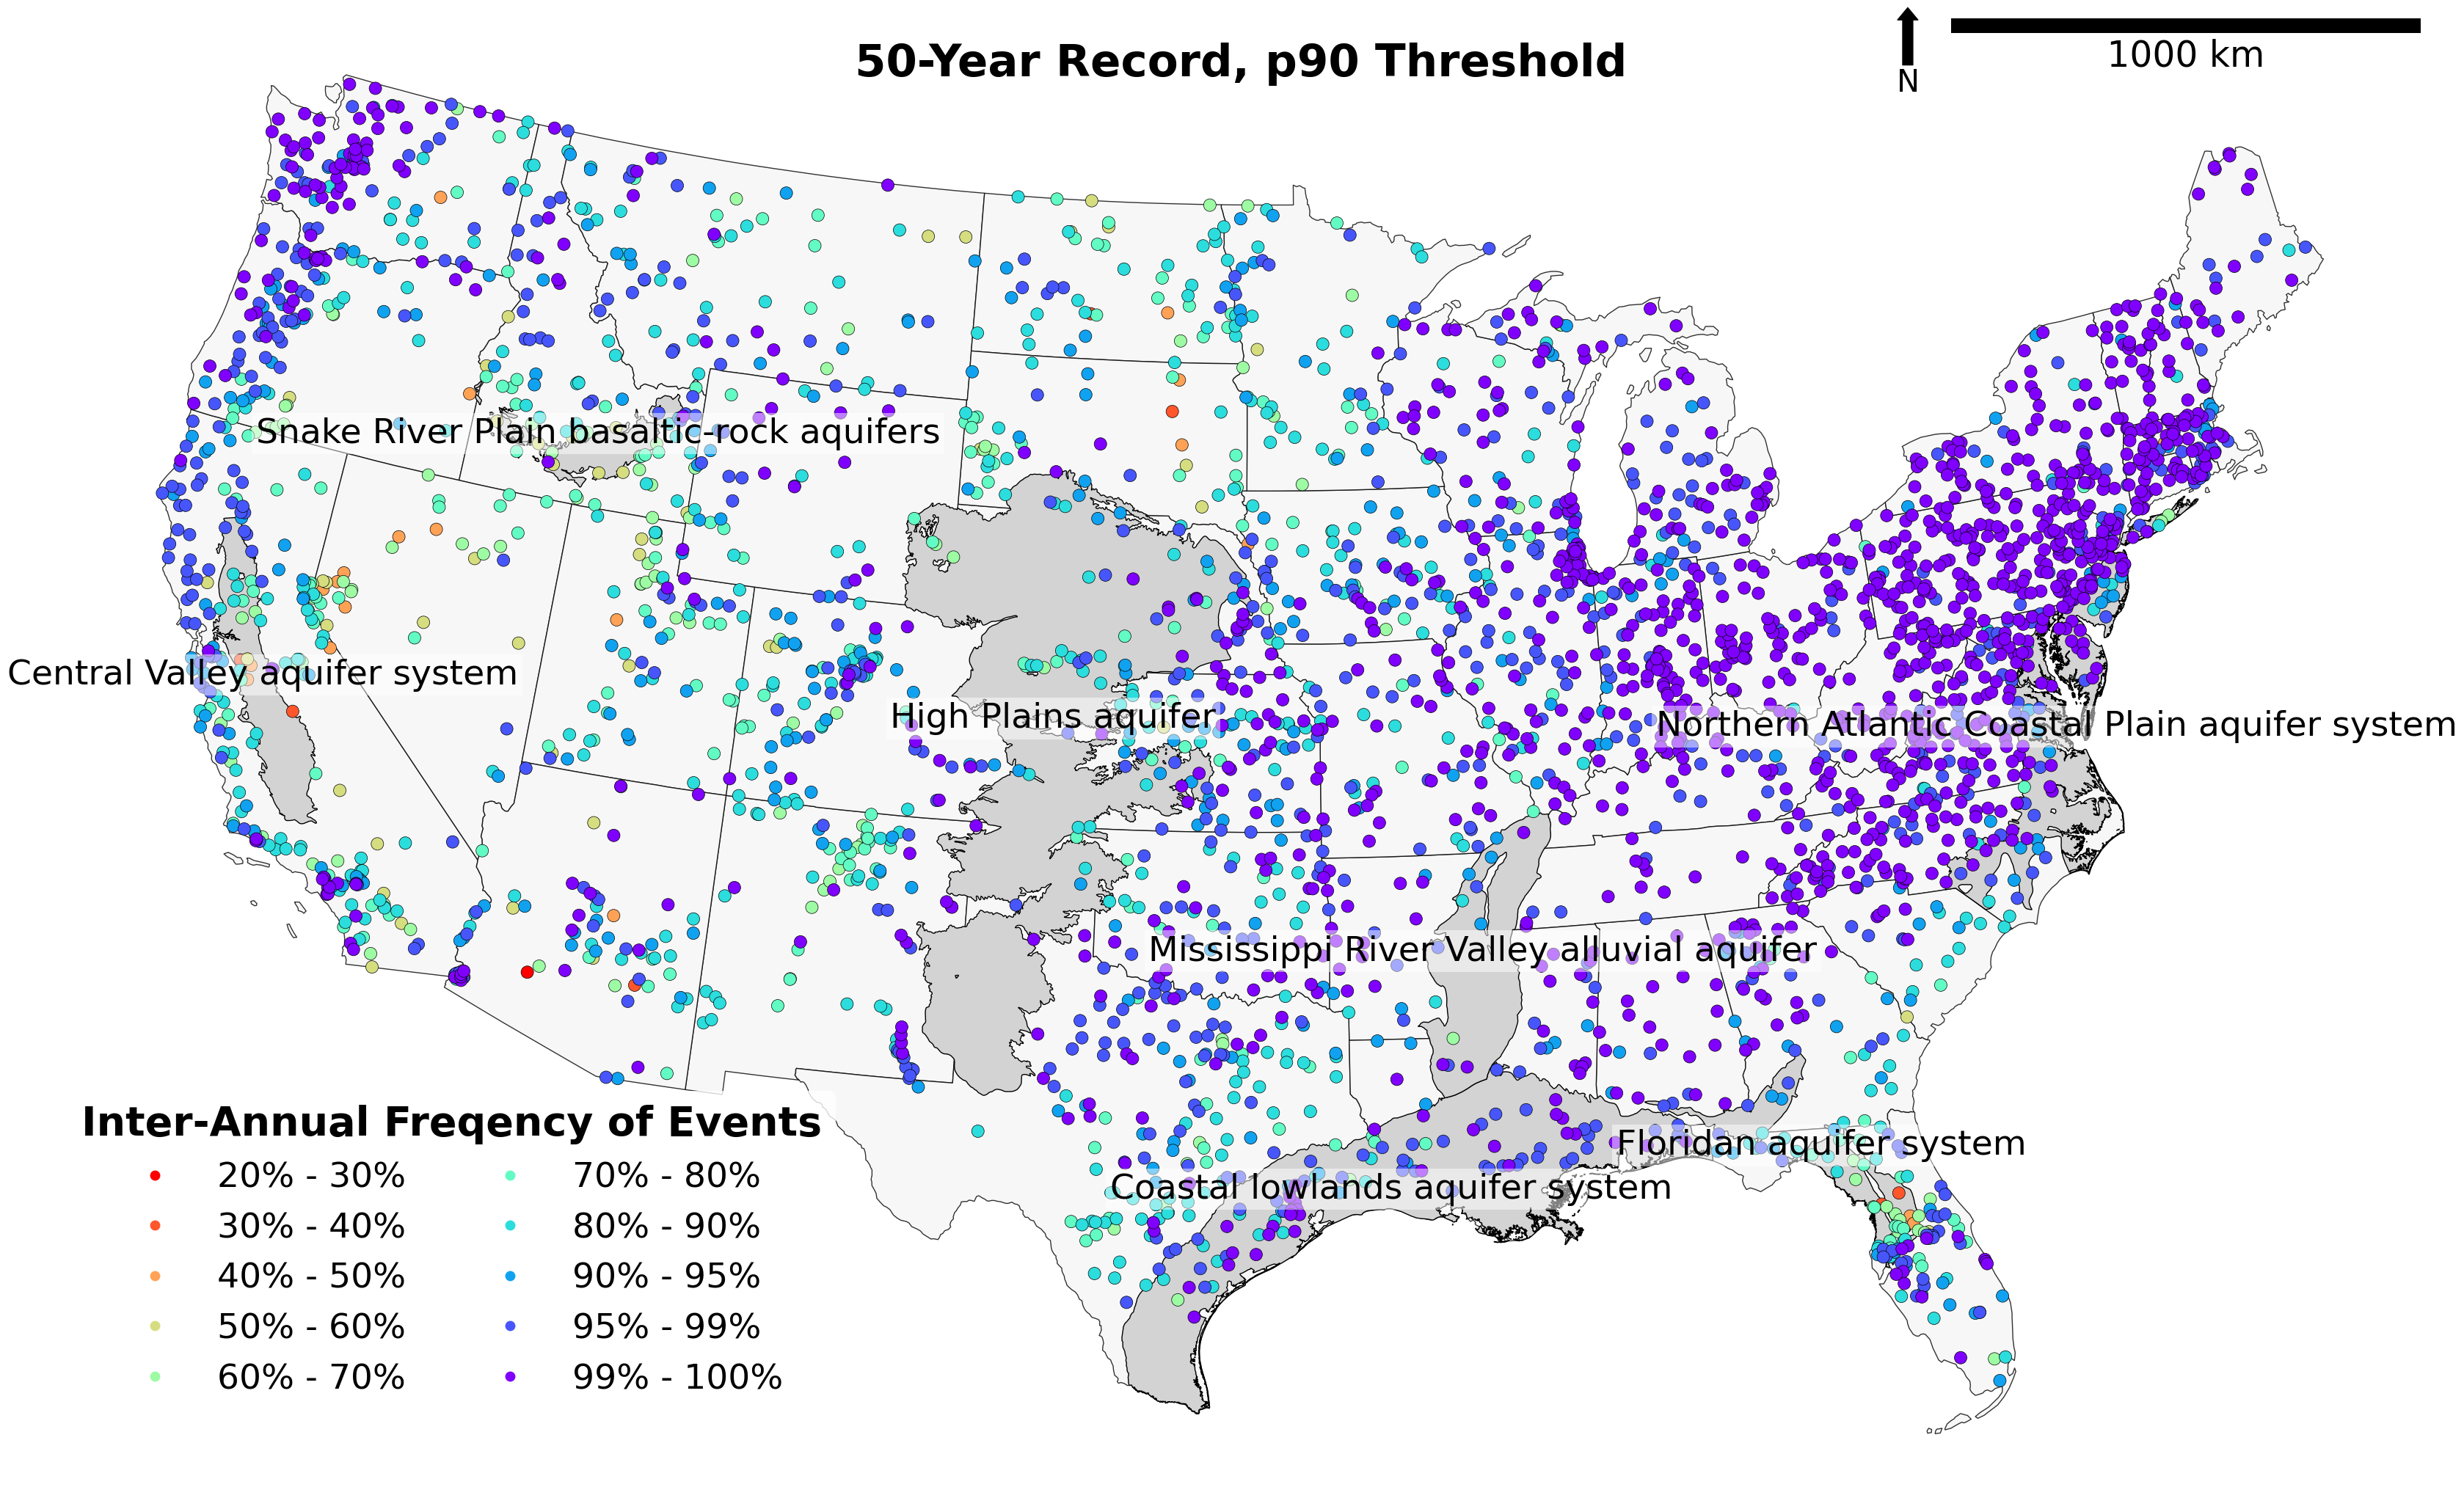 50-Year Record, p90 Threshold
1000 km
N
Snake River Plain basaltic-rock aquifers
Central Valley aquifer system
High Plains aquifer
Northern Atlantic Coastal Plain aquifer system
Mississippi River Valley alluvial aquifer
Floridan aquifer system
Coastal lowlands aquifer system
Inter-Annual Freqency of Events
20% - 30%
30% - 40%
40% - 50%
50% - 60%
60% - 70%
70% - 80%
80% - 90%
90% - 95%
95% - 99%
99% - 100%